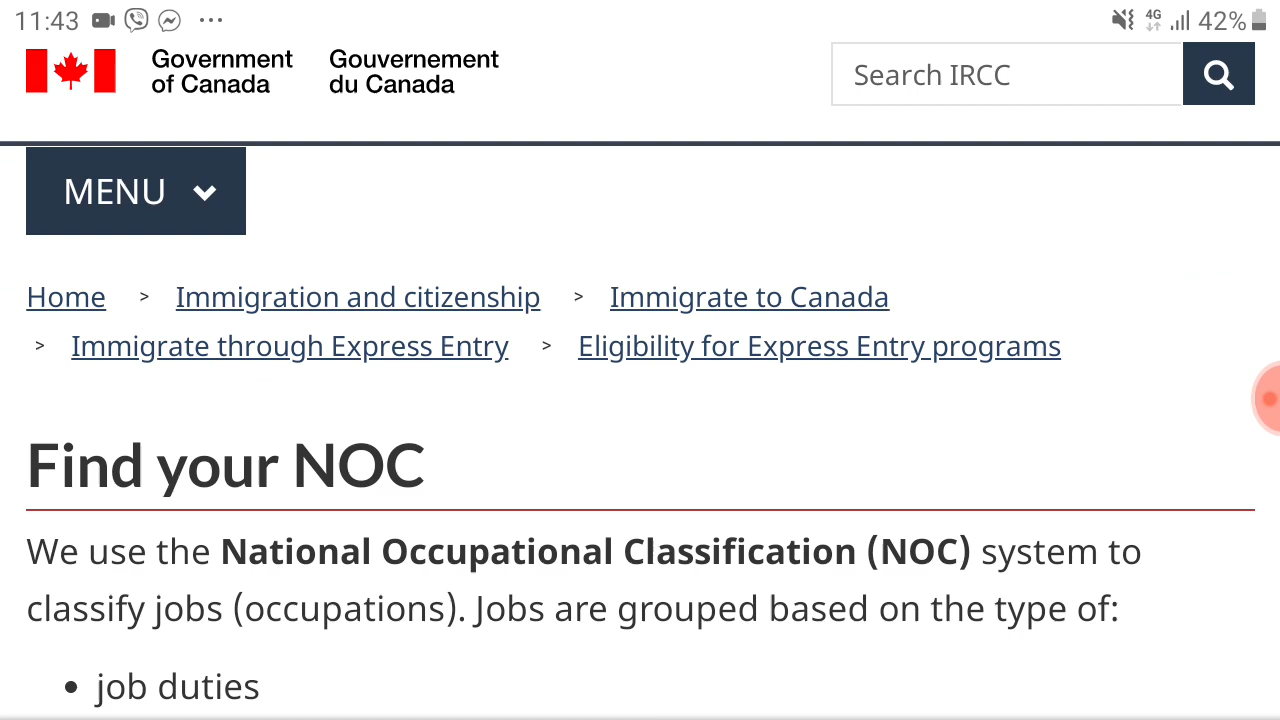 11:43
4G
42%
Government
of Canada
Gouvernement
du Canada
Search IRCC
MENU
Home > Immigration and citizenship > Immigrate to Canada
> Immigrate through Express Entry > Eligibility for Express Entry programs
Find your NOC
We use the National Occupational Classification (NOC) system to
classify jobs (occupations). Jobs are grouped based on the type of:
• job duties